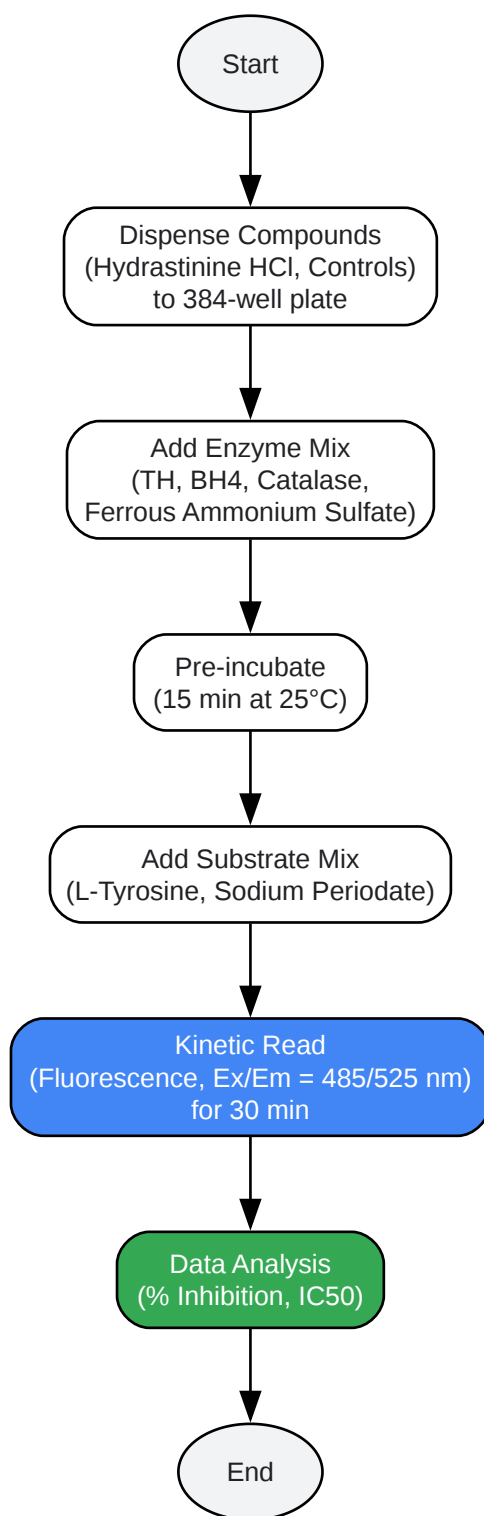 Start
Dispense Compounds
(Hydrastinine HCl, Controls)
to 384-well plate
Add Enzyme Mix
(TH, BH4, Catalase,
Ferrous Ammonium Sulfate)
Pre-incubate
(15 min at 25°C)
Add Substrate Mix
(L-Tyrosine, Sodium Periodate)
Kinetic Read
(Fluorescence, Ex/Em = 485/525 nm)
for 30 min
Data Analysis
(% Inhibition, IC50)
End